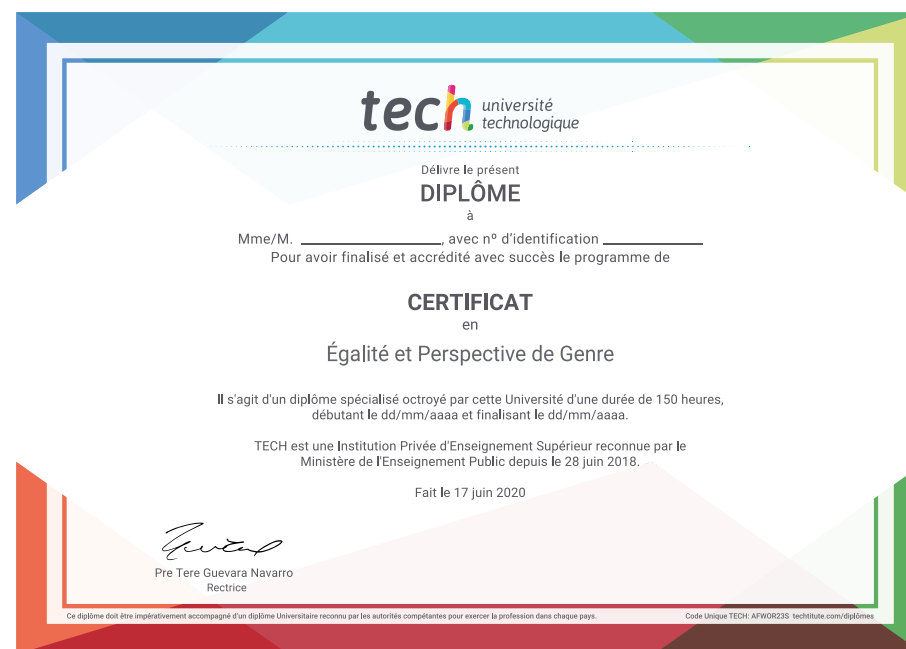 tech université
technologique
Délivre le présent
DIPLÔME
à
Mme/M. ____________________, avec nº d'identification ______________
Pour avoir finalisé et accrédité avec succès le programme de
CERTIFICAT
en
Égalité et Perspective de Genre
Il s'agit d'un diplôme spécialisé octroyé par cette Université d'une durée de 150 heures,
débutant le dd/mm/aaaa et finalisant le dd/mm/aaaa.
TECH est une Institution Privée d'Enseignement Supérieur reconnue par le
Ministère de l'Enseignement Public depuis le 28 juin 2018.
Fait le 17 juin 2020
Pre Tere Guevara Navarro
Rectrice
Ce diplôme doit être impérativement accompagné d'un diplôme Universitaire reconnu par les autorités compétantes pour exercer la profession dans chaque pays.
Code Unique TECH: AFWOR23S techtitute.com/diplômes